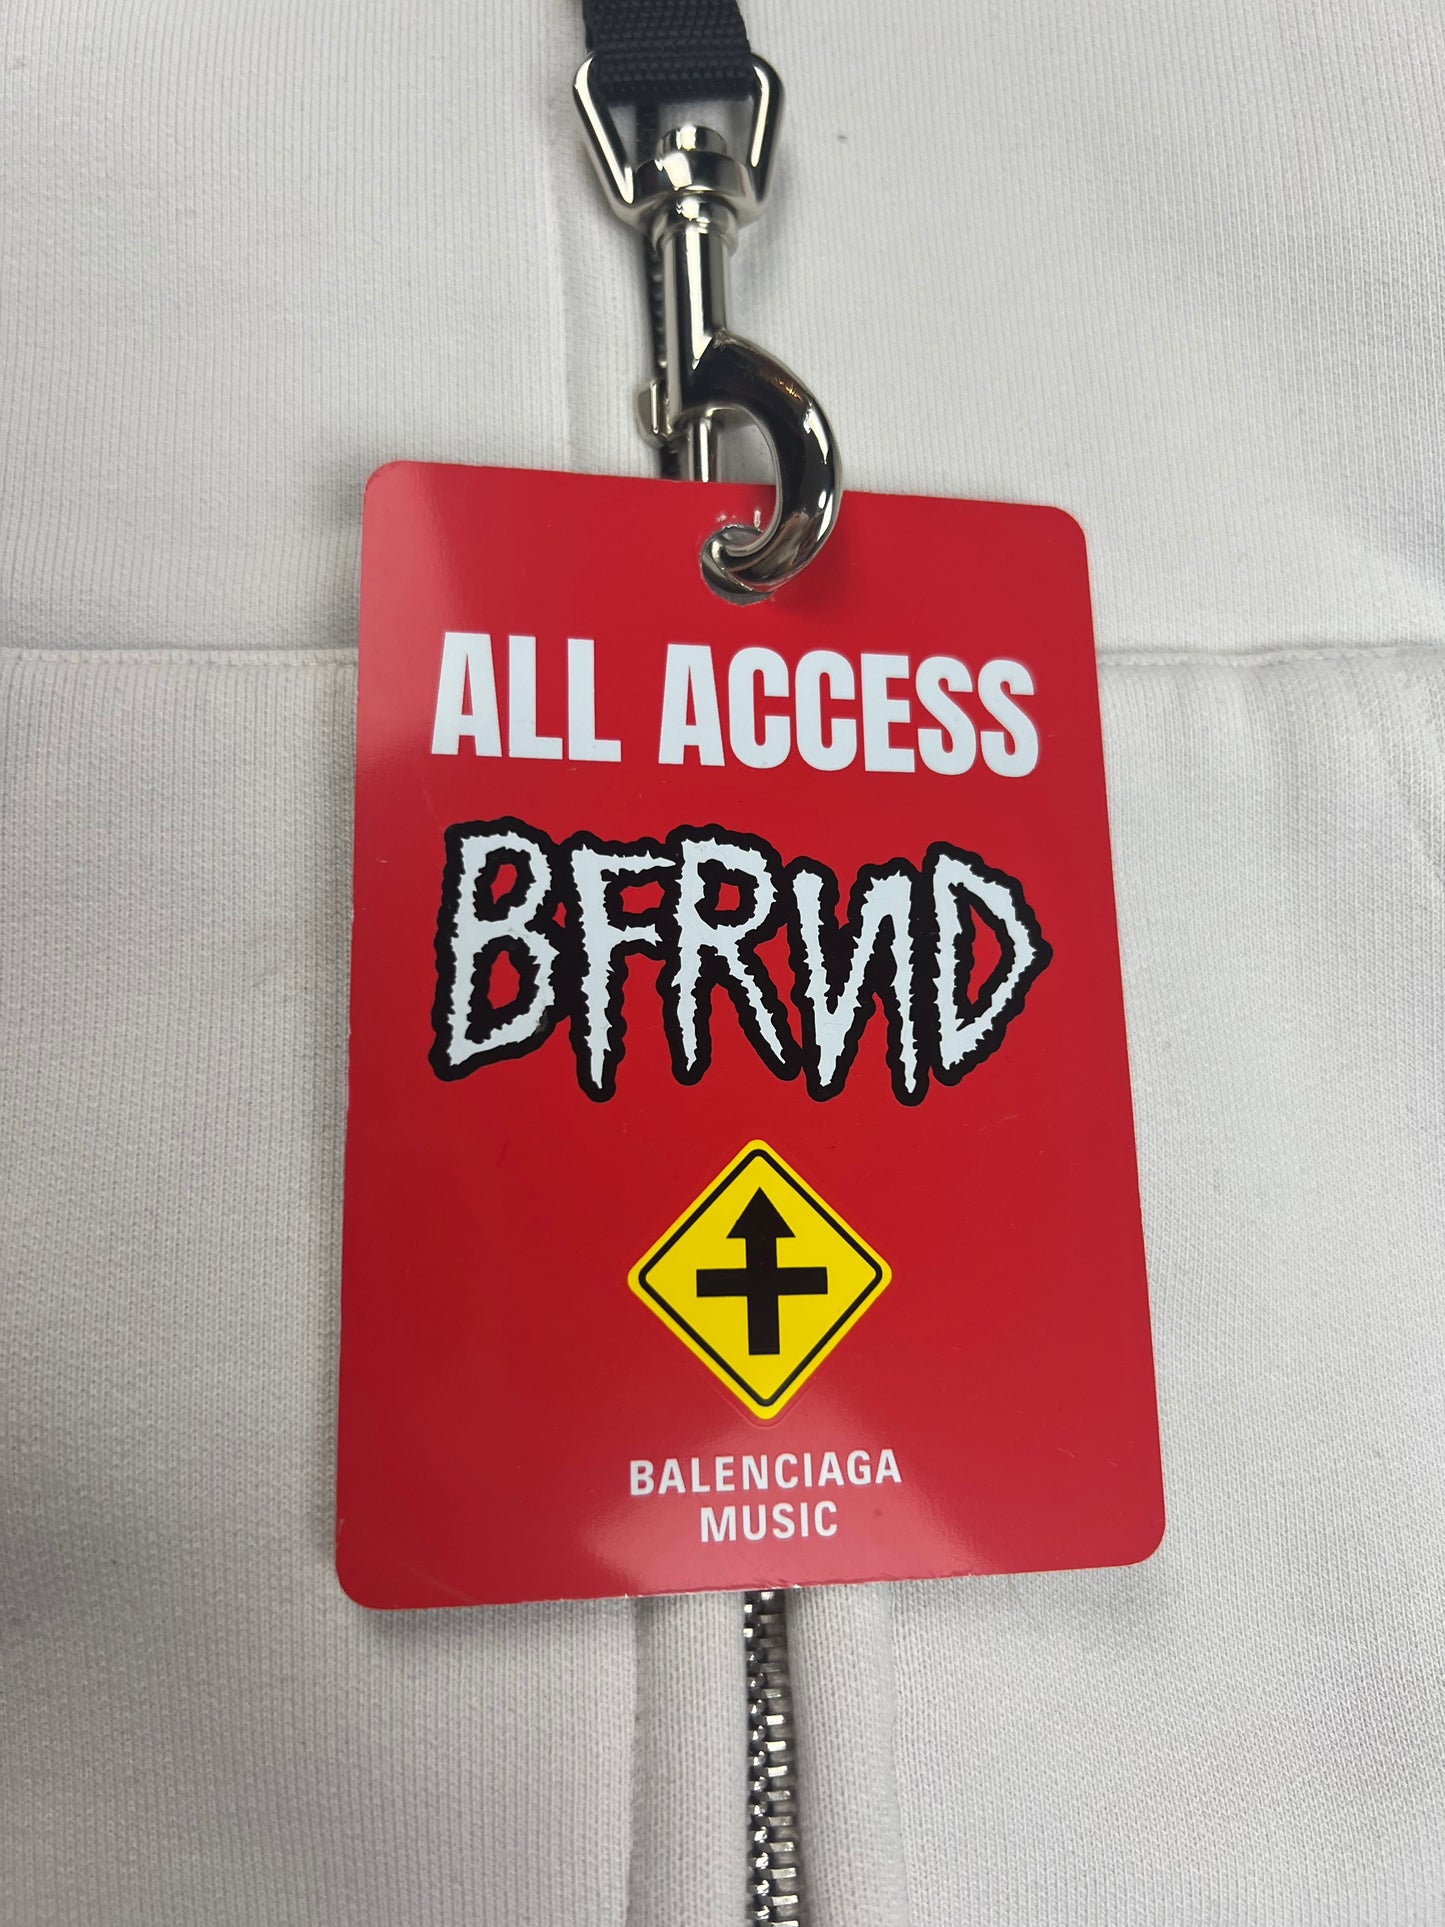 ALL ACCESS
BFRND
BALENCIAGA
MUSIC